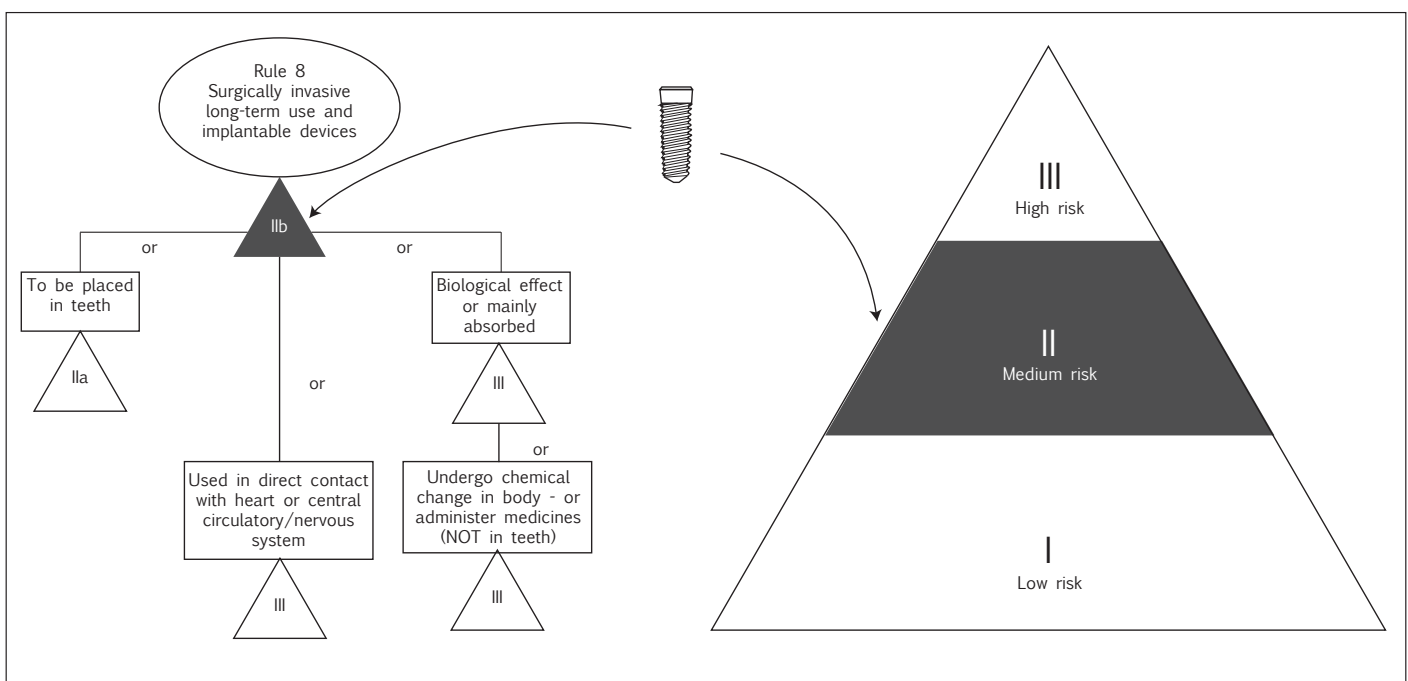 Rule 8
Surgically invasive
long-term use and
implantable devices
IIb
or
or
To be placed
in teeth
IIa
Biological effect
or mainly
absorbed
III
or
or
Used in direct contact
with heart or central
circulatory/nervous
system
III
Undergo chemical
change in body - or
administer medicines
(NOT in teeth)
III
III
High risk
II
Medium risk
I
Low risk